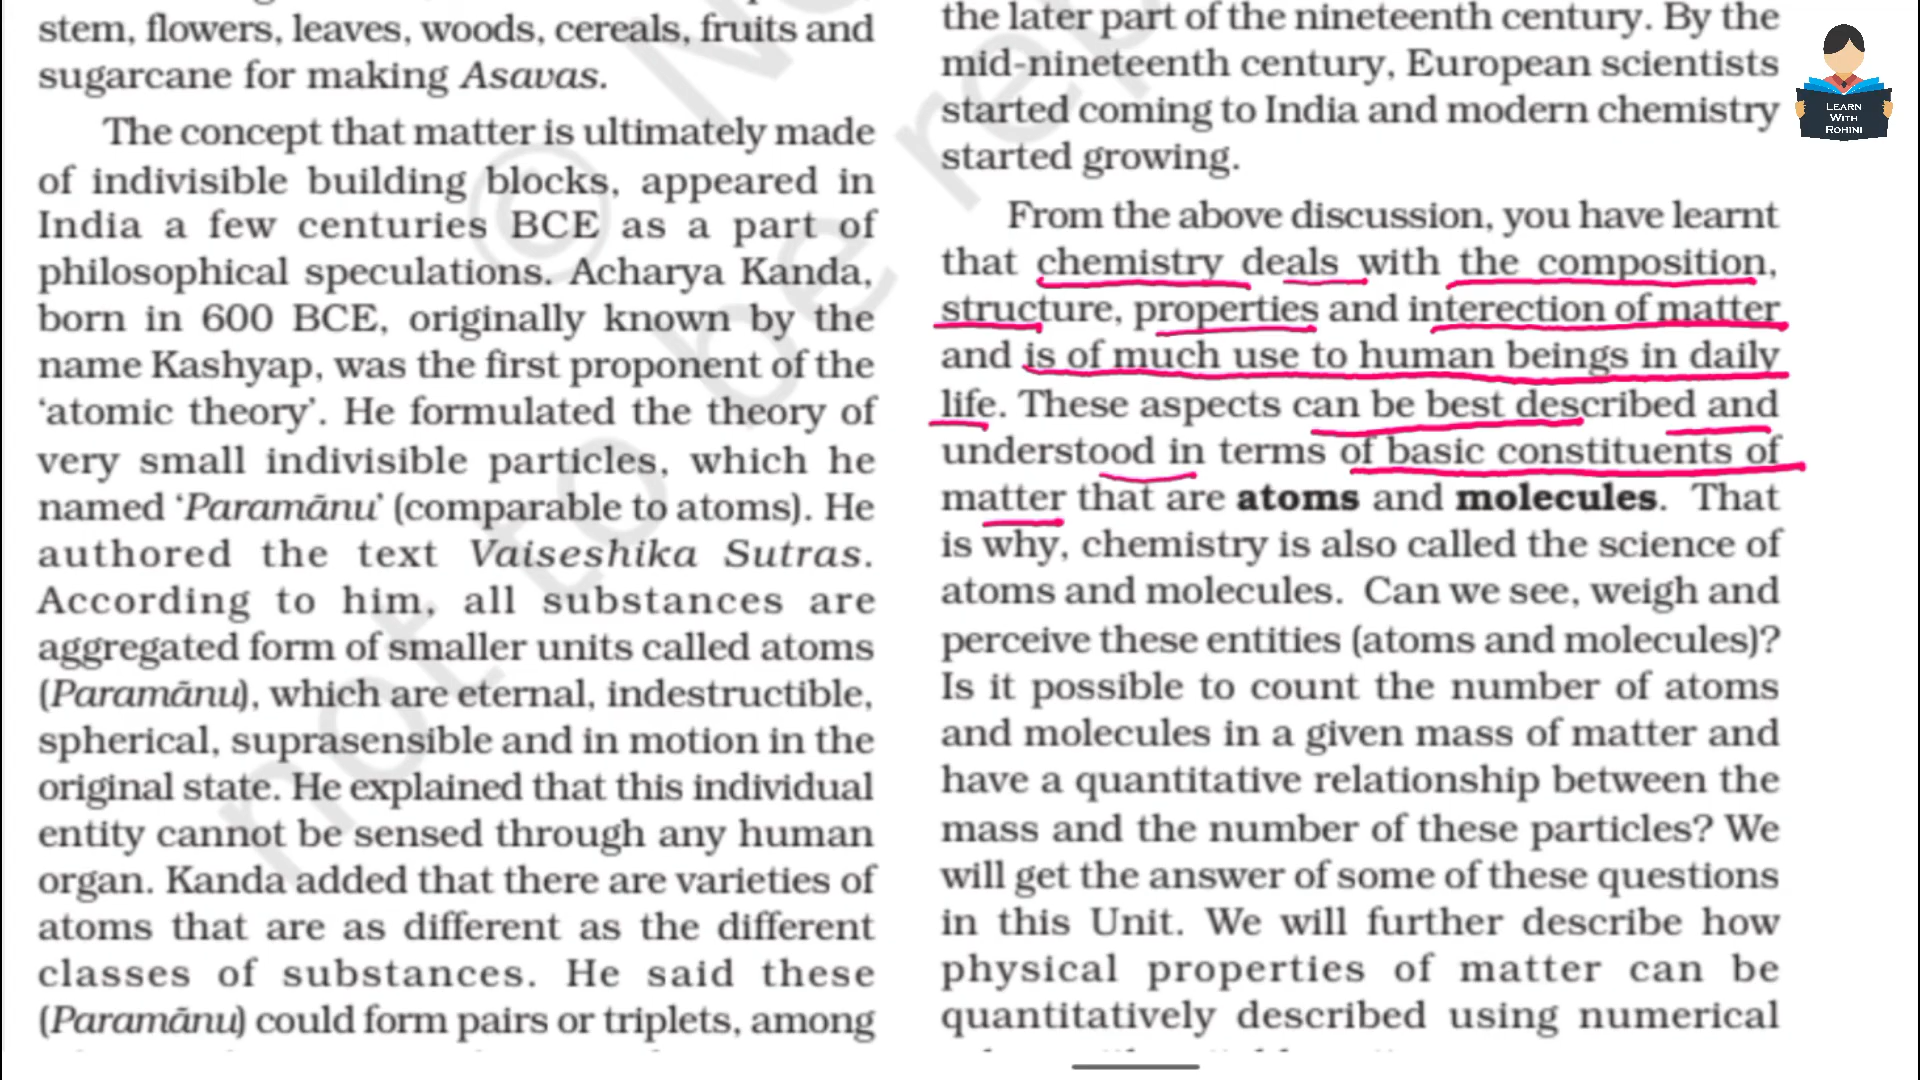 stem, flowers, leaves, woods, cereals, fruits and
sugarcane for making Asavas.
The concept that matter is ultimately made
of indivisible building blocks, appeared in
India a few centuries BCE as a part of
philosophical speculations. Acharya Kanda,
born in 600 BCE, originally known by the
name Kashyap, was the first proponent of the
‘atomic theory’. He formulated the theory of
very small indivisible particles, which he
named ‘Paramānu’ (comparable to atoms). He
authored the text Vaiseshika Sutras.
According to him, all substances are
aggregated form of smaller units called atoms
(Paramānu), which are eternal, indestructible,
spherical, suprasensible and in motion in the
original state. He explained that this individual
entity cannot be sensed through any human
organ. Kanda added that there are varieties of
atoms that are as different as the different
classes of substances. He said these
(Paramānu) could form pairs or triplets, among
the later part of the nineteenth century. By the
mid-nineteenth century, European scientists
started coming to India and modern chemistry
started growing.
From the above discussion, you have learnt
that chemistry deals with the composition,
structure, properties and interection of matter
and is of much use to human beings in daily
life. These aspects can be best described and
understood in terms of basic constituents of
matter that are atoms and molecules. That
is why, chemistry is also called the science of
atoms and molecules. Can we see, weigh and
perceive these entities (atoms and molecules)?
Is it possible to count the number of atoms
and molecules in a given mass of matter and
have a quantitative relationship between the
mass and the number of these particles? We
will get the answer of some of these questions
in this Unit. We will further describe how
physical properties of matter can be
quantitatively described using numerical
LEARN
With
ROHINI
©
not to be